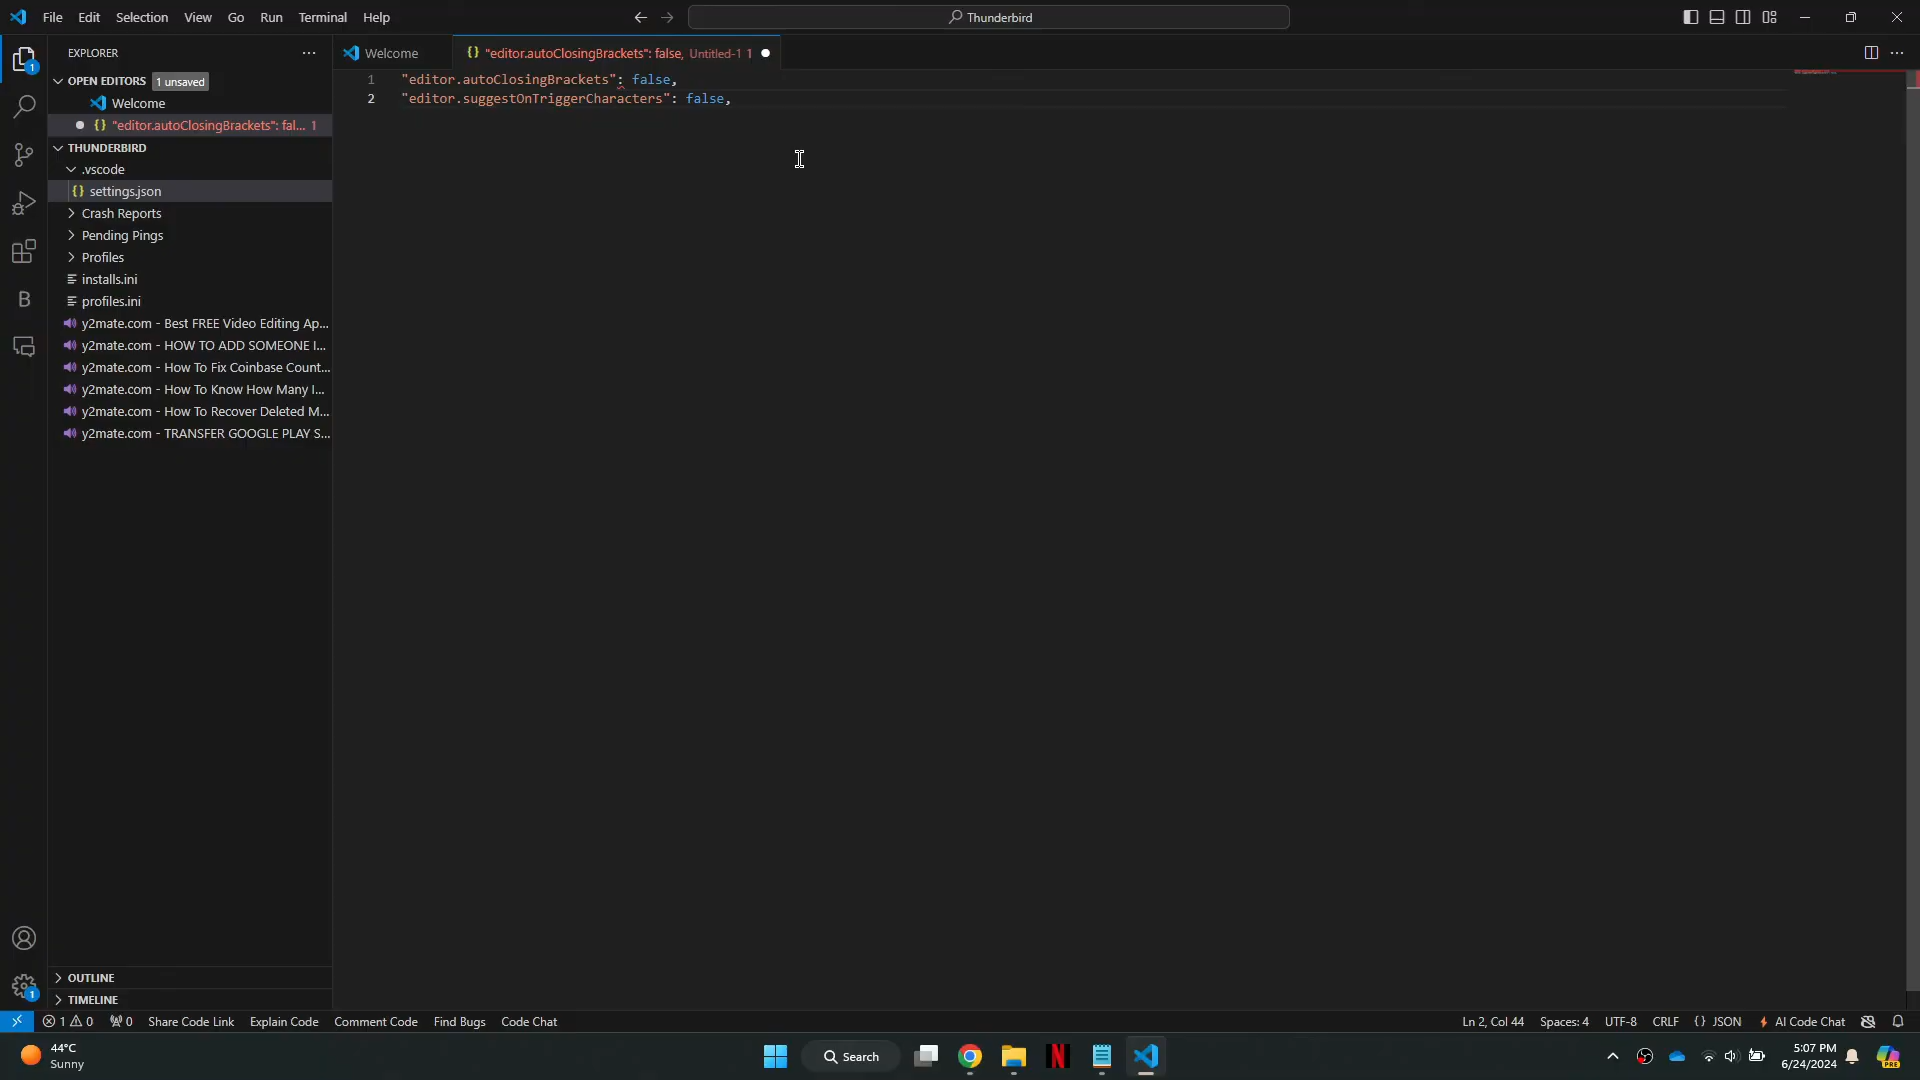 File Edit Selection View Go Run Terminal Help
Thunderbird
EXPLORER
OPEN EDITORS 1 unsaved
Welcome
"editor.autoClosingBrackets": fal... 1
THUNDERBIRD
.vscode
settings.json
Crash Reports
Pending Pings
Profiles
installs.ini
profiles.ini
y2mate.com - Best FREE Video Editing Ap...
y2mate.com - HOW TO ADD SOMEONE I...
y2mate.com - How To Fix Coinbase Count...
y2mate.com - How To Know How Many I...
y2mate.com - How To Recover Deleted M...
y2mate.com - TRANSFER GOOGLE PLAY S...
OUTLINE
TIMELINE
Welcome "editor.autoClosingBrackets": false, Untitled-1 1
1 "editor.autoClosingBrackets": false,
2 "editor.suggestOnTriggerCharacters": false,
1 0 0 Share Code Link Explain Code Comment Code Find Bugs Code Chat
Ln 2, Col 44 Spaces: 4 UTF-8 CRLF {} JSON AI Code Chat
44°C
Sunny
Search
5:07 PM
6/24/2024